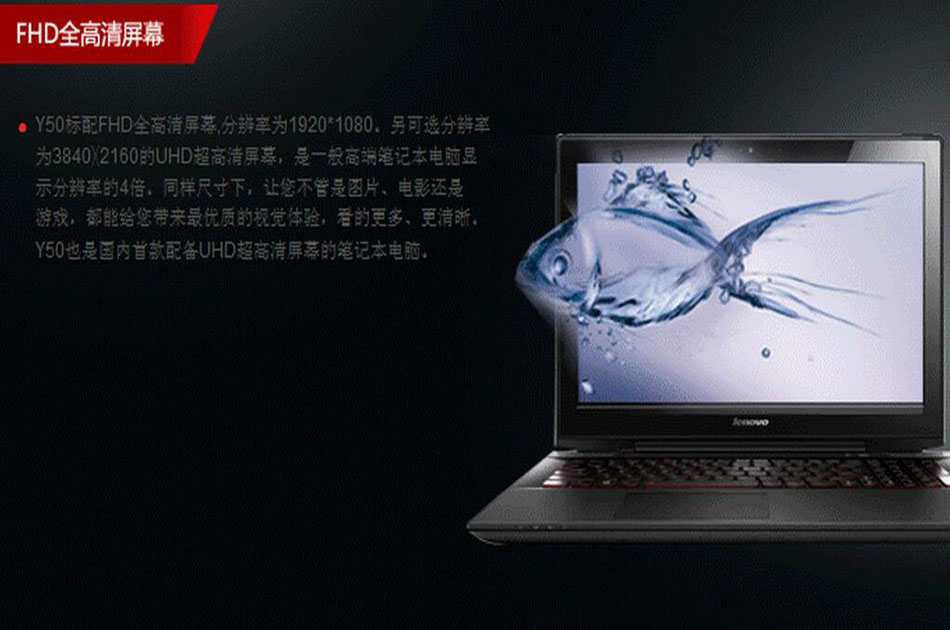 FHD全高清屏幕
Y50标配FHD全高清屏幕,分辨率为1920*1080。另可选分辨率
为3840X2160的UHD超高清屏幕，是一般高端笔记本电脑显
示分辨率的4倍。同样尺寸下，让您不管是图片、电影还是
游戏，都能给您带来最优质的视觉体验，看的更多、更清晰。
Y50也是国内首款配备UHD超高清屏幕的笔记本电脑。
lenovo